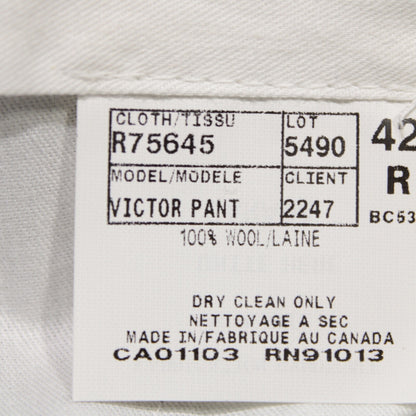 CLOTH/TISSU LOT 42
R75645 5490
MODEL/MODELE CLIENT R
VICTOR PANT 2247 BC53
100% WOOL/LAINE
DRY CLEAN ONLY
NETTOYAGE A SEC
MADE IN/FABRIQUE AU CANADA
CA01103 RN91013